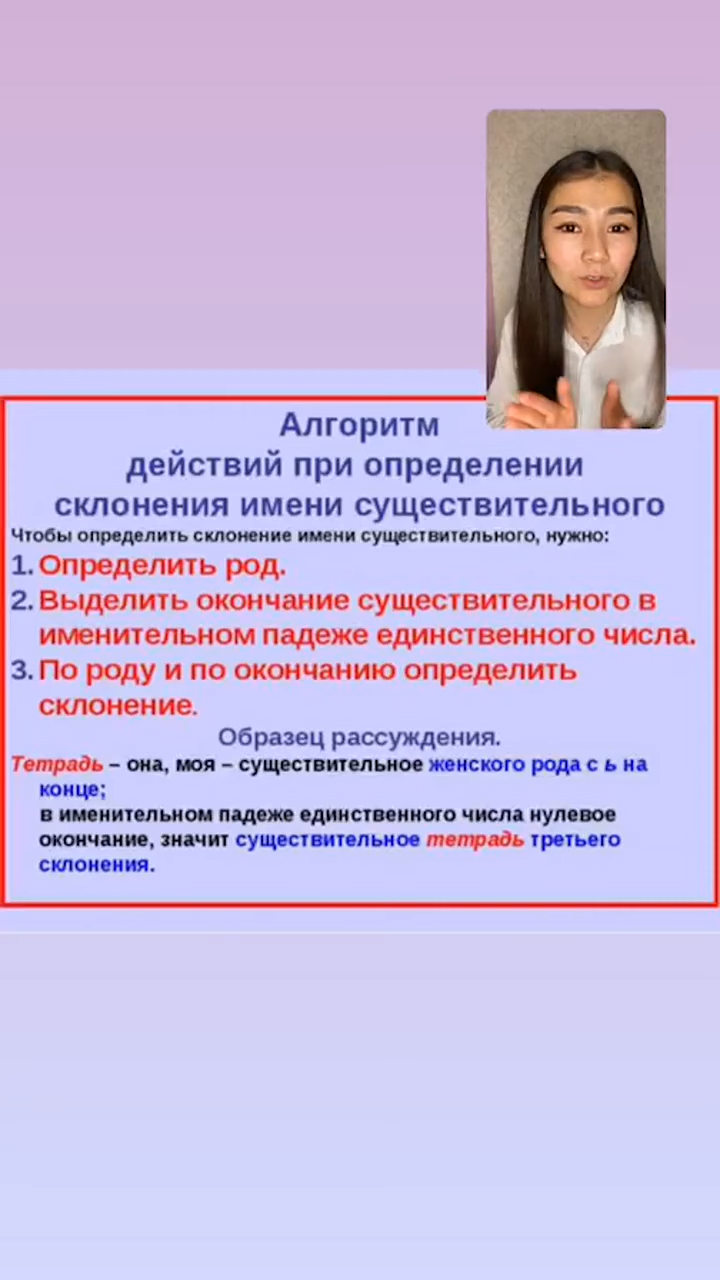 Алгоритм
действий при определении
склонения имени существительного
Чтобы определить склонение имени существительного, нужно:
1. Определить род.
2. Выделить окончание существительного в
именительном падеже единственного числа.
3. По роду и по окончанию определить
склонение.
Образец рассуждения.
Тетрадь – она, моя – существительное женского рода с ь на
конце;
в именительном падеже единственного числа нулевое
окончание, значит существительное тетрадь третьего
склонения.